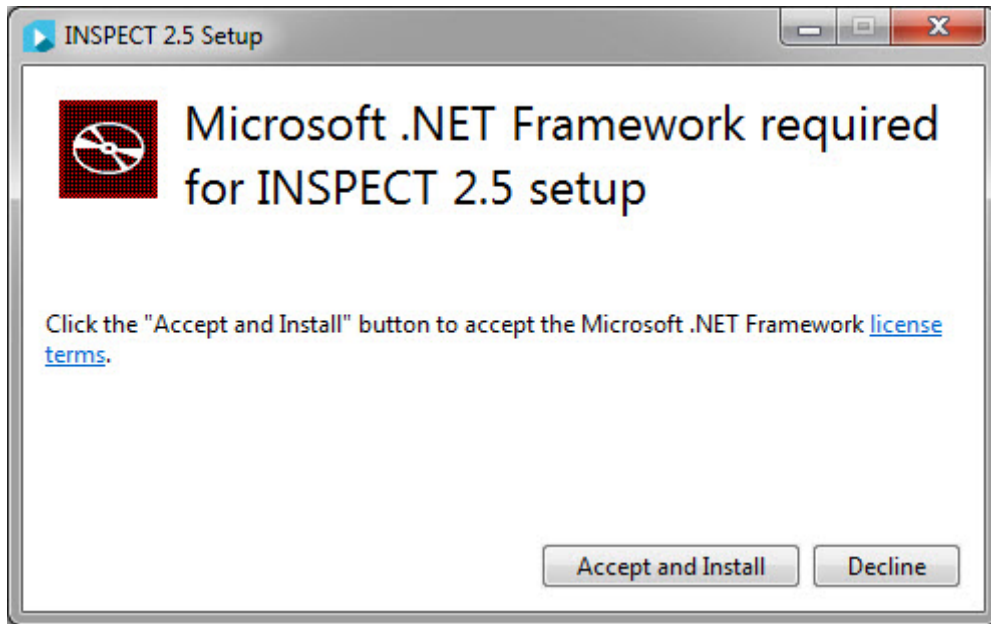 INSPECT 2.5 Setup
Microsoft .NET Framework required
for INSPECT 2.5 setup
Click the "Accept and Install" button to accept the Microsoft .NET Framework license
terms.
Accept and Install
Decline